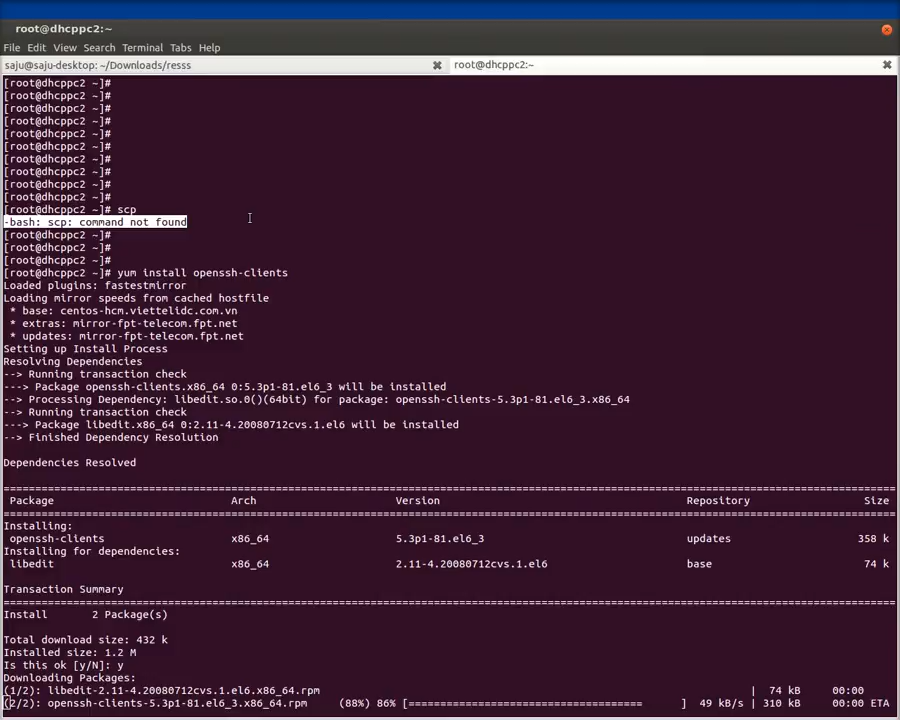 root@dhcppc2:~
File Edit View Search Terminal Tabs Help
saju@saju-desktop: ~/Downloads/resss
root@dhcppc2:~
[root@dhcppc2 ~]#
[root@dhcppc2 ~]#
[root@dhcppc2 ~]#
[root@dhcppc2 ~]#
[root@dhcppc2 ~]#
[root@dhcppc2 ~]#
[root@dhcppc2 ~]#
[root@dhcppc2 ~]#
[root@dhcppc2 ~]#
[root@dhcppc2 ~]#
[root@dhcppc2 ~]# scp
-bash: scp: command not found
[root@dhcppc2 ~]#
[root@dhcppc2 ~]#
[root@dhcppc2 ~]#
[root@dhcppc2 ~]# yum install openssh-clients
Loaded plugins: fastestmirror
Loading mirror speeds from cached hostfile
 * base: centos-hcm.viettelidc.com.vn
 * extras: mirror-fpt-telecom.fpt.net
 * updates: mirror-fpt-telecom.fpt.net
Setting up Install Process
Resolving Dependencies
--> Running transaction check
---> Package openssh-clients.x86_64 0:5.3p1-81.el6_3 will be installed
--> Processing Dependency: libedit.so.0()(64bit) for package: openssh-clients-5.3p1-81.el6_3.x86_64
--> Running transaction check
---> Package libedit.x86_64 0:2.11-4.20080712cvs.1.el6 will be installed
--> Finished Dependency Resolution
Dependencies Resolved
================================================================================
Package Arch Version Repository Size
================================================================================
Installing:
openssh-clients x86_64 5.3p1-81.el6_3 updates 358 k
Installing for dependencies:
libedit x86_64 2.11-4.20080712cvs.1.el6 base 74 k
Transaction Summary
================================================================================
Install 2 Package(s)
Total download size: 432 k
Installed size: 1.2 M
Is this ok [y/N]: y
Downloading Packages:
(1/2): libedit-2.11-4.20080712cvs.1.el6.x86_64.rpm | 74 kB 00:00
(2/2): openssh-clients-5.3p1-81.el6_3.x86_64.rpm (88%) 86% [===================================== ] 49 kB/s | 310 kB 00:00 ETA